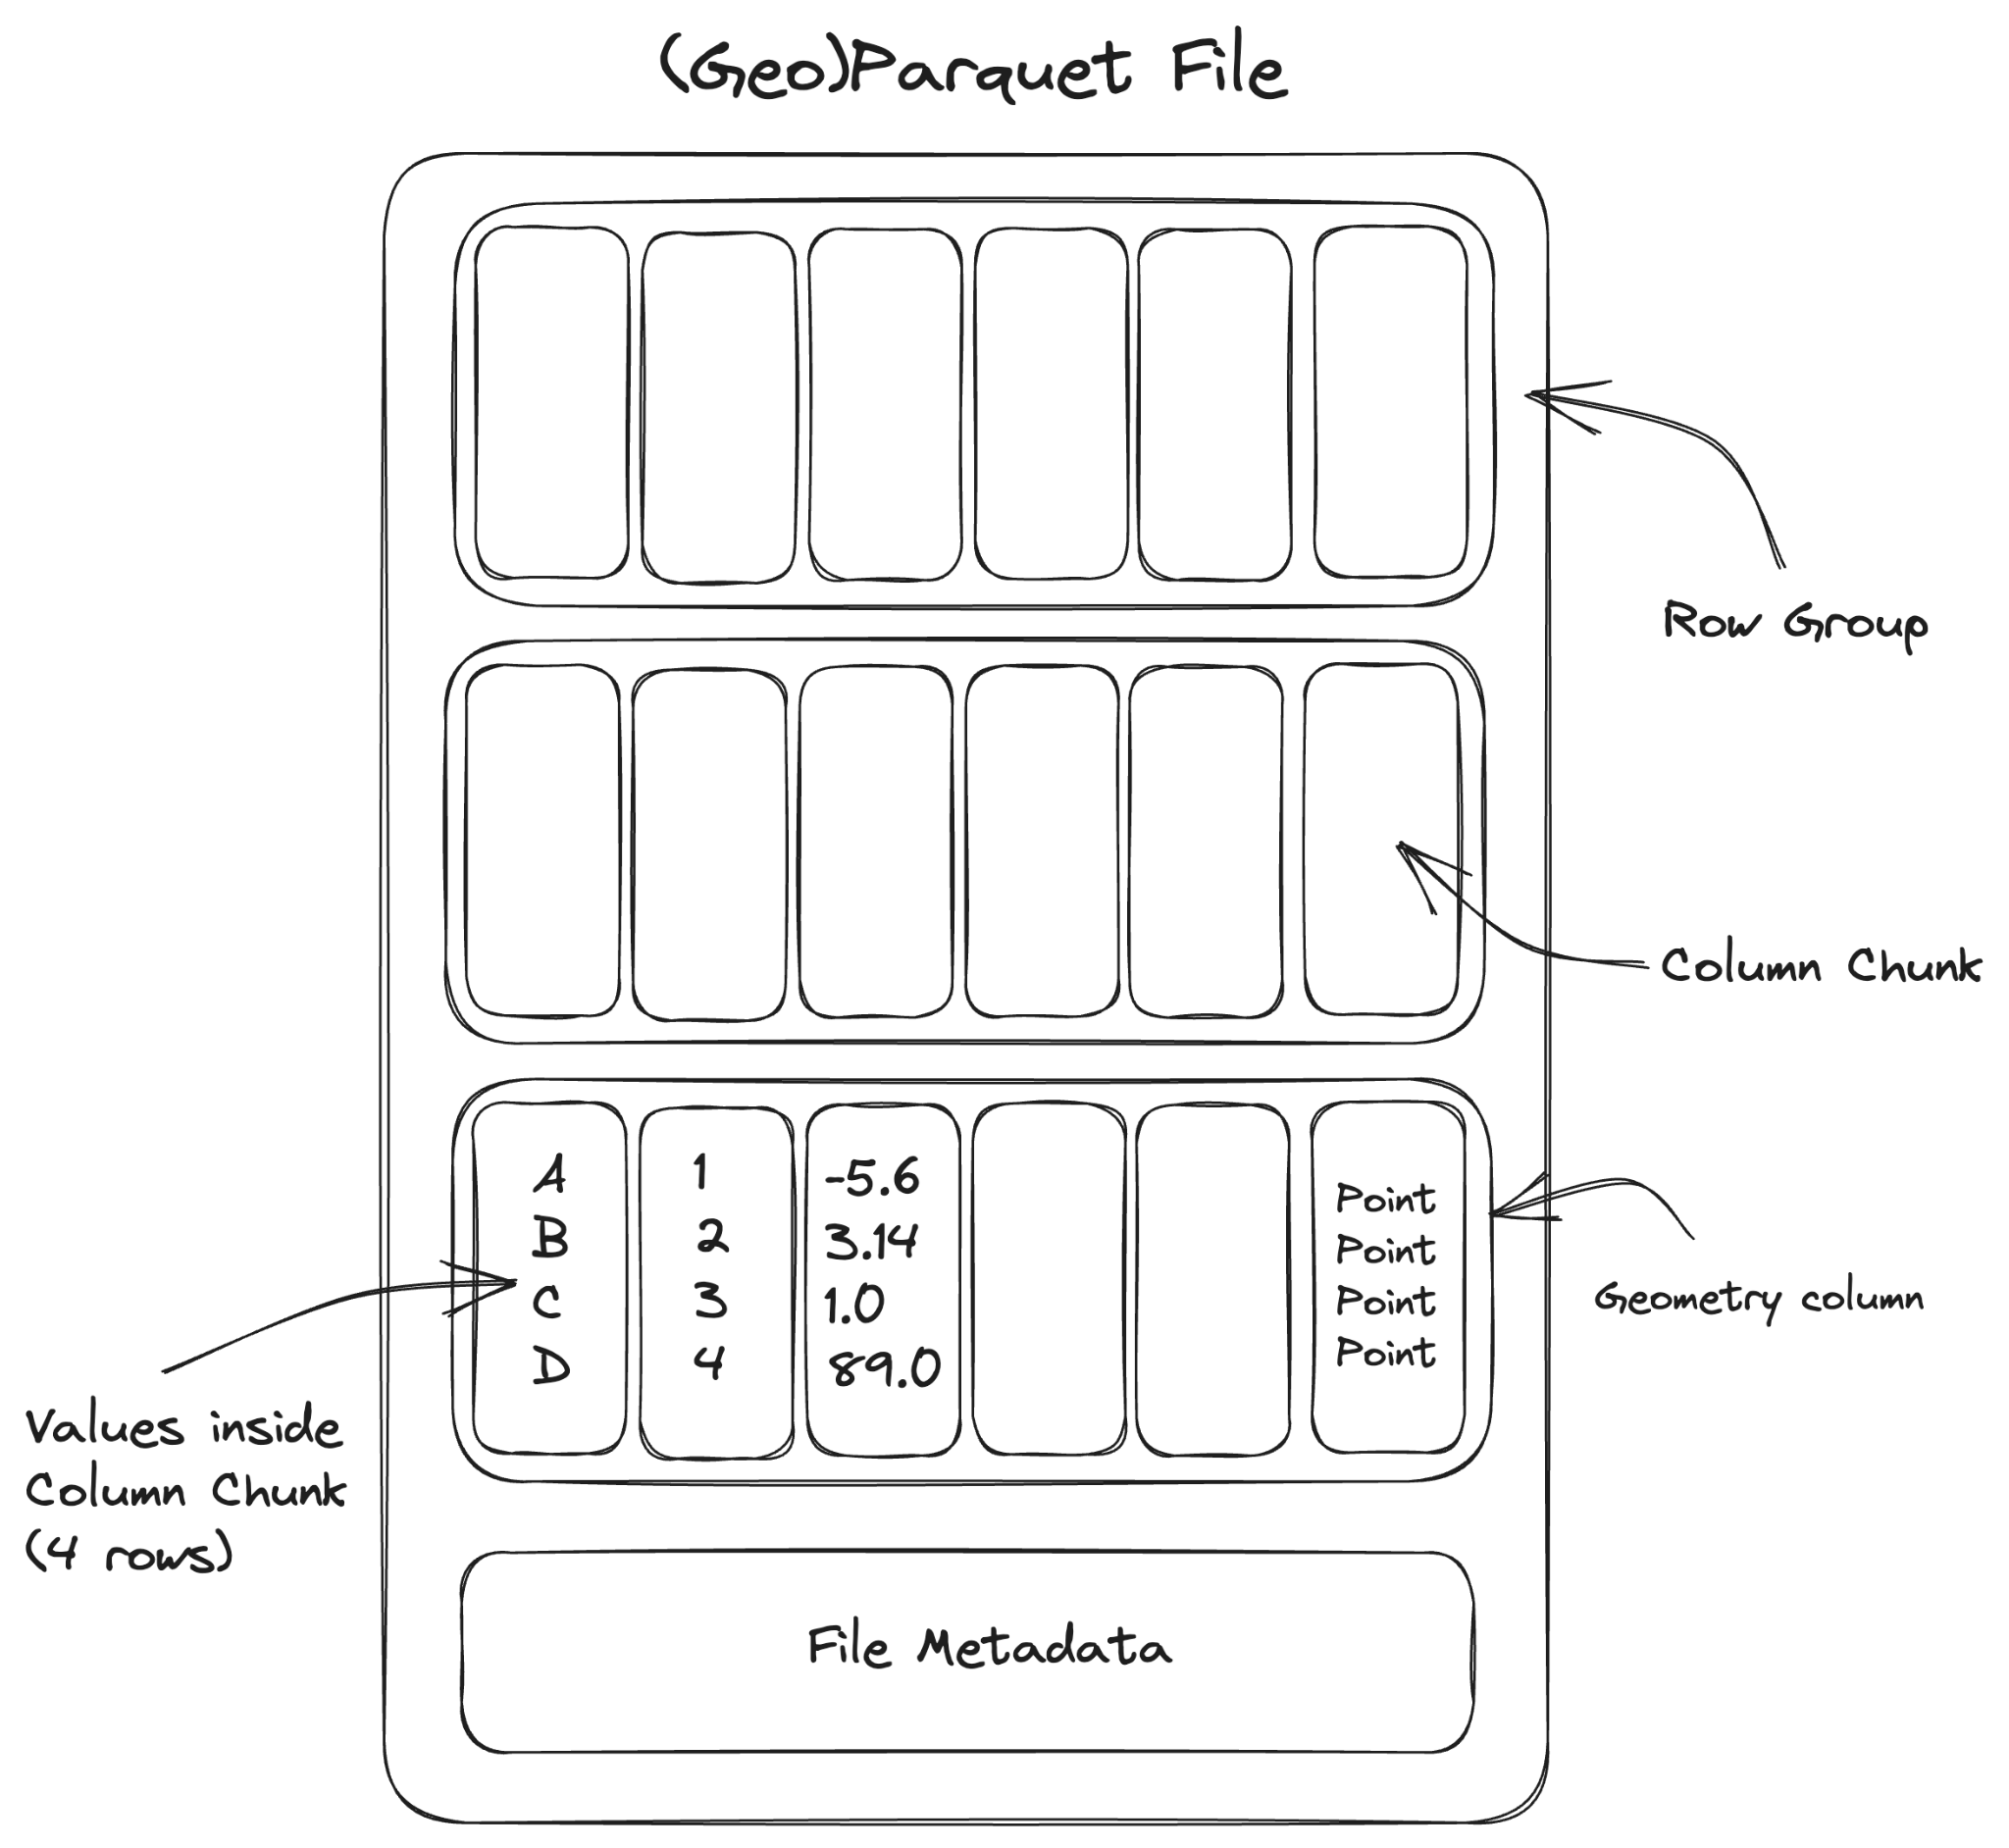 (Geo)Parquet File
Row Group
Column Chunk
A 1 -5.6 Point
B 2 3.14 Point
C 3 1.0 Point
D 4 89.0 Point
Geometry column
Values inside
Column Chunk
(4 rows)
File Metadata